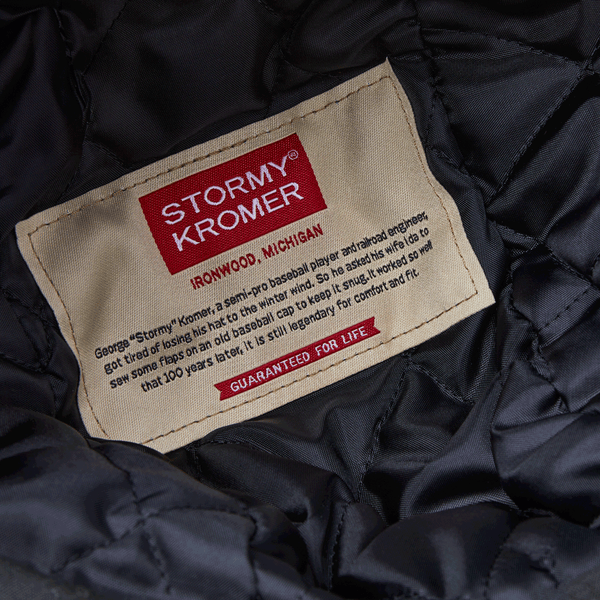 STORMY®
KROMER
IRONWOOD, MICHIGAN
George "Stormy" Kromer, a semi-pro baseball player and railroad engineer,
got tired of losing his hat to the winter wind. So he asked his wife Ida to
sew some flaps on an old baseball cap to keep it snug. It worked so well
that 100 years later, it is still legendary for comfort and fit.
GUARANTEED FOR LIFE